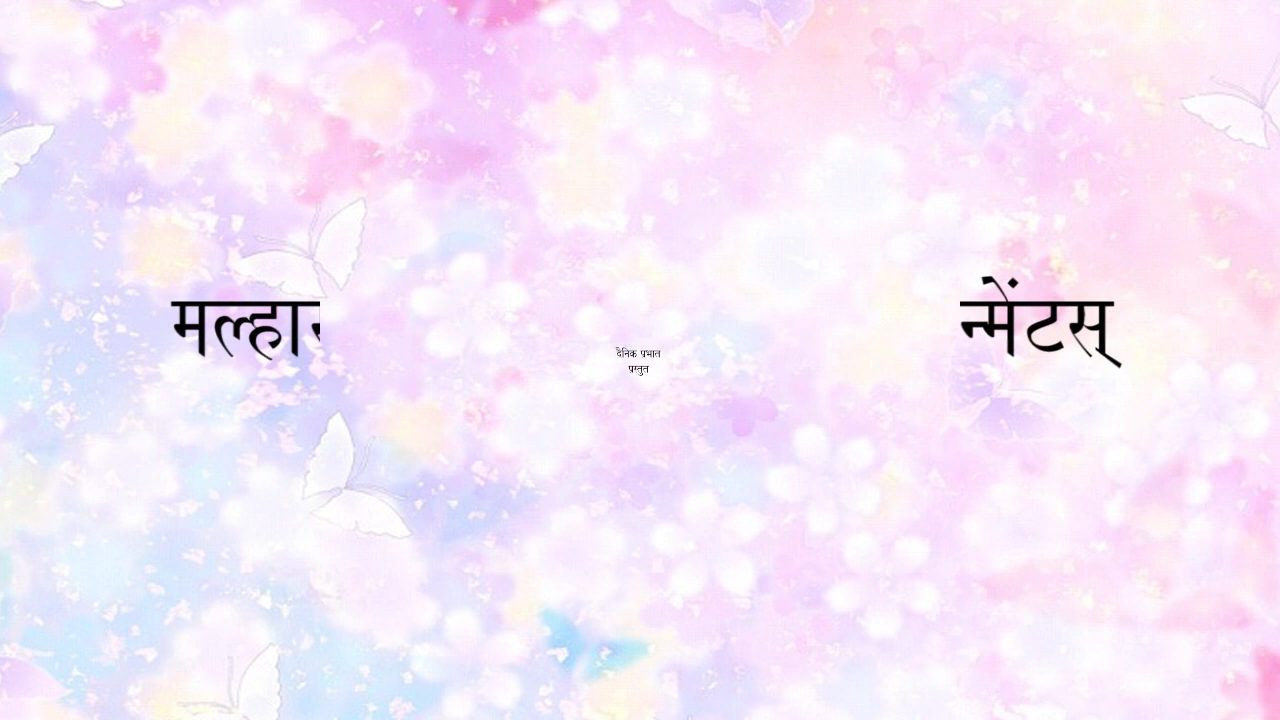 मल्हार
न्मेंटस्
दैनिक प्रभात
प्रस्तुत